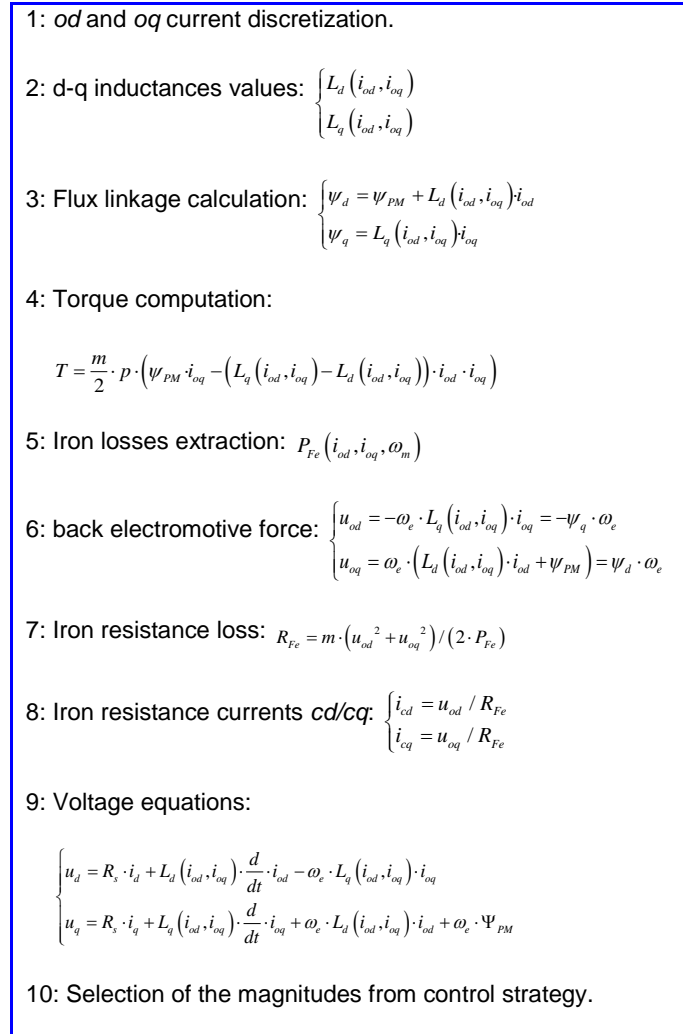 1: od and oq current discretization.
2: d-q inductances values: { L_d (i_od, i_oq)
L_q (i_od, i_oq)
3: Flux linkage calculation: { ψ_d = ψ_PM + L_d (i_od, i_oq)·i_od
ψ_q = L_q (i_od, i_oq)·i_oq
4: Torque computation:
T = m/2 · p · (ψ_PM · i_oq − (L_q (i_od, i_oq) − L_d (i_od, i_oq)) · i_od · i_oq)
5: Iron losses extraction: P_Fe (i_od, i_oq, ω_m)
6: back electromotive force: { u_od = −ω_e · L_q (i_od, i_oq) · i_oq = −ψ_q · ω_e
u_oq = ω_e · (L_d (i_od, i_oq) · i_od + ψ_PM) = ψ_d · ω_e
7: Iron resistance loss: R_Fe = m · (u_od² + u_oq²) / (2 · P_Fe)
8: Iron resistance currents cd/cq: { i_cd = u_od / R_Fe
i_cq = u_oq / R_Fe
9: Voltage equations:
{ u_d = R_s · i_d + L_d (i_od, i_oq) · d/dt · i_od − ω_e · L_q (i_od, i_oq) · i_oq
u_q = R_s · i_q + L_q (i_od, i_oq) · d/dt · i_oq + ω_e · L_d (i_od, i_oq) · i_od + ω_e · Ψ_PM
10: Selection of the magnitudes from control strategy.